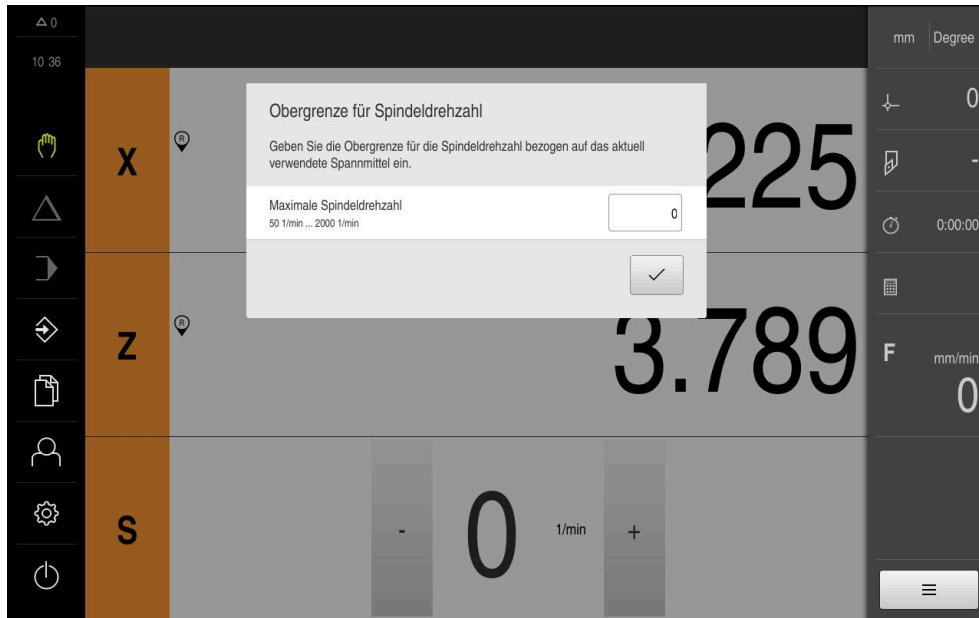 0
10 36
mm Degree
X
R
225
Obergrenze für Spindeldrehzahl
Geben Sie die Obergrenze für die Spindeldrehzahl bezogen auf das aktuell
verwendete Spannmittel ein.
Maximale Spindeldrehzahl
50 1/min ... 2000 1/min
0
Z
R
3.789
S
-
0
1/min
+
0
-
0:00:00
F
mm/min
0